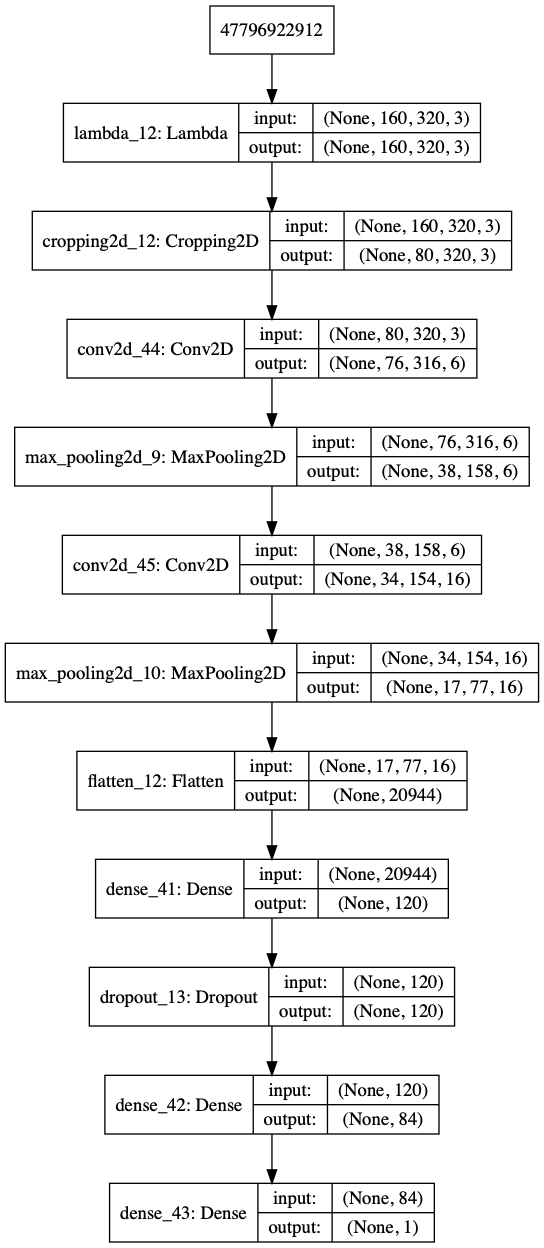 47796922912
lambda_12: Lambda
input:
(None, 160, 320, 3)
output:
(None, 160, 320, 3)
cropping2d_12: Cropping2D
input:
(None, 160, 320, 3)
output:
(None, 80, 320, 3)
conv2d_44: Conv2D
input:
(None, 80, 320, 3)
output:
(None, 76, 316, 6)
max_pooling2d_9: MaxPooling2D
input:
(None, 76, 316, 6)
output:
(None, 38, 158, 6)
conv2d_45: Conv2D
input:
(None, 38, 158, 6)
output:
(None, 34, 154, 16)
max_pooling2d_10: MaxPooling2D
input:
(None, 34, 154, 16)
output:
(None, 17, 77, 16)
flatten_12: Flatten
input:
(None, 17, 77, 16)
output:
(None, 20944)
dense_41: Dense
input:
(None, 20944)
output:
(None, 120)
dropout_13: Dropout
input:
(None, 120)
output:
(None, 120)
dense_42: Dense
input:
(None, 120)
output:
(None, 84)
dense_43: Dense
input:
(None, 84)
output:
(None, 1)